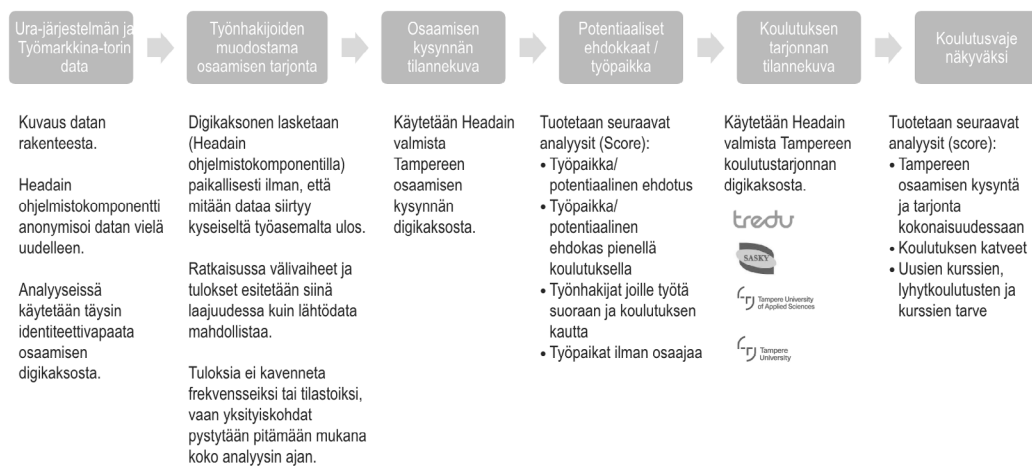 Ura-järjestelmän ja
Työmarkkina-torin
data
Työnhakijoiden
muodostama
osaamisen tarjonta
Osaamisen
kysynnän
tilannekuva
Potentiaaliset
ehdokkaat /
työpaikka
Koulutuksen
tarjonnan
tilannekuva
Koulutusvaje
näkyväksi
Kuvaus datan
rakenteesta.
Headain
ohjelmistokomponentti
anonymisoi datan vielä
uudelleen.
Analyyseissä
käytetään täysin
identiteettivapaata
osaamisen
digikaksosta.
Digikaksonen lasketaan
(Headain
ohjelmistokomponentilla)
paikallisesti ilman, että
mitään dataa siirtyy
kyseiseltä työasemalta ulos.
Ratkaisussa välivaiheet ja
tulokset esitetään siinä
laajuudessa kuin lähtödata
mahdollistaa.
Tuloksia ei kavenneta
frekvensseiksi tai tilastoiksi,
vaan yksityiskohdat
pystytään pitämään mukana
koko analyysin ajan.
Käytetään Headain
valmista
Tampereen
osaamisen
kysynnän
digikaksosta.
Tuotetaan seuraavat
analyysit (Score):
• Työpaikka/
potentiaalinen ehdotus
• Työpaikka/
potentiaalinen
ehdokas pienellä
koulutuksella
• Työnhakijat joille työtä
suoraan ja koulutuksen
kautta
• Työpaikat ilman osaajaa
Käytetään Headain
valmista Tampereen
koulutustarjonnan
digikaksosta.
tredu
SASKY
Tampere University
of Applied Sciences
Tampere
University
Tuotetaan seuraavat
analyysit (score):
• Tampereen
osaamisen kysyntä
ja tarjonta
kokonaisuudessaan
• Koulutuksen katveet
• Uusien kurssien,
lyhytkoulutusten ja
kurssien tarve